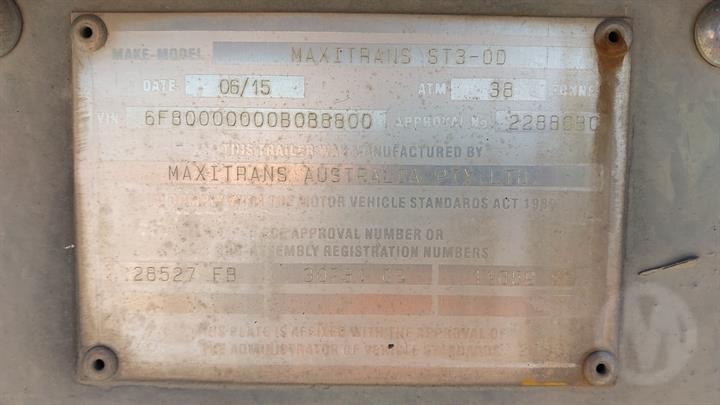 MAKE-MODEL MAXITRANS ST3-OD
DATE 06/15 ATM 38 TONNE
VIN APPROVAL No.
THIS TRAILER WAS MANUFACTURED BY
MAXITRANS AUSTRALIA PTY LTD
THE MOTOR VEHICLE STANDARDS ACT 1989
APPROVAL NUMBER OR
SUB-ASSEMBLY REGISTRATION NUMBERS
28527 FB
THIS PLATE IS AFFIXED WITH THE APPROVAL OF
THE ADMINISTRATOR OF VEHICLE STANDARDS